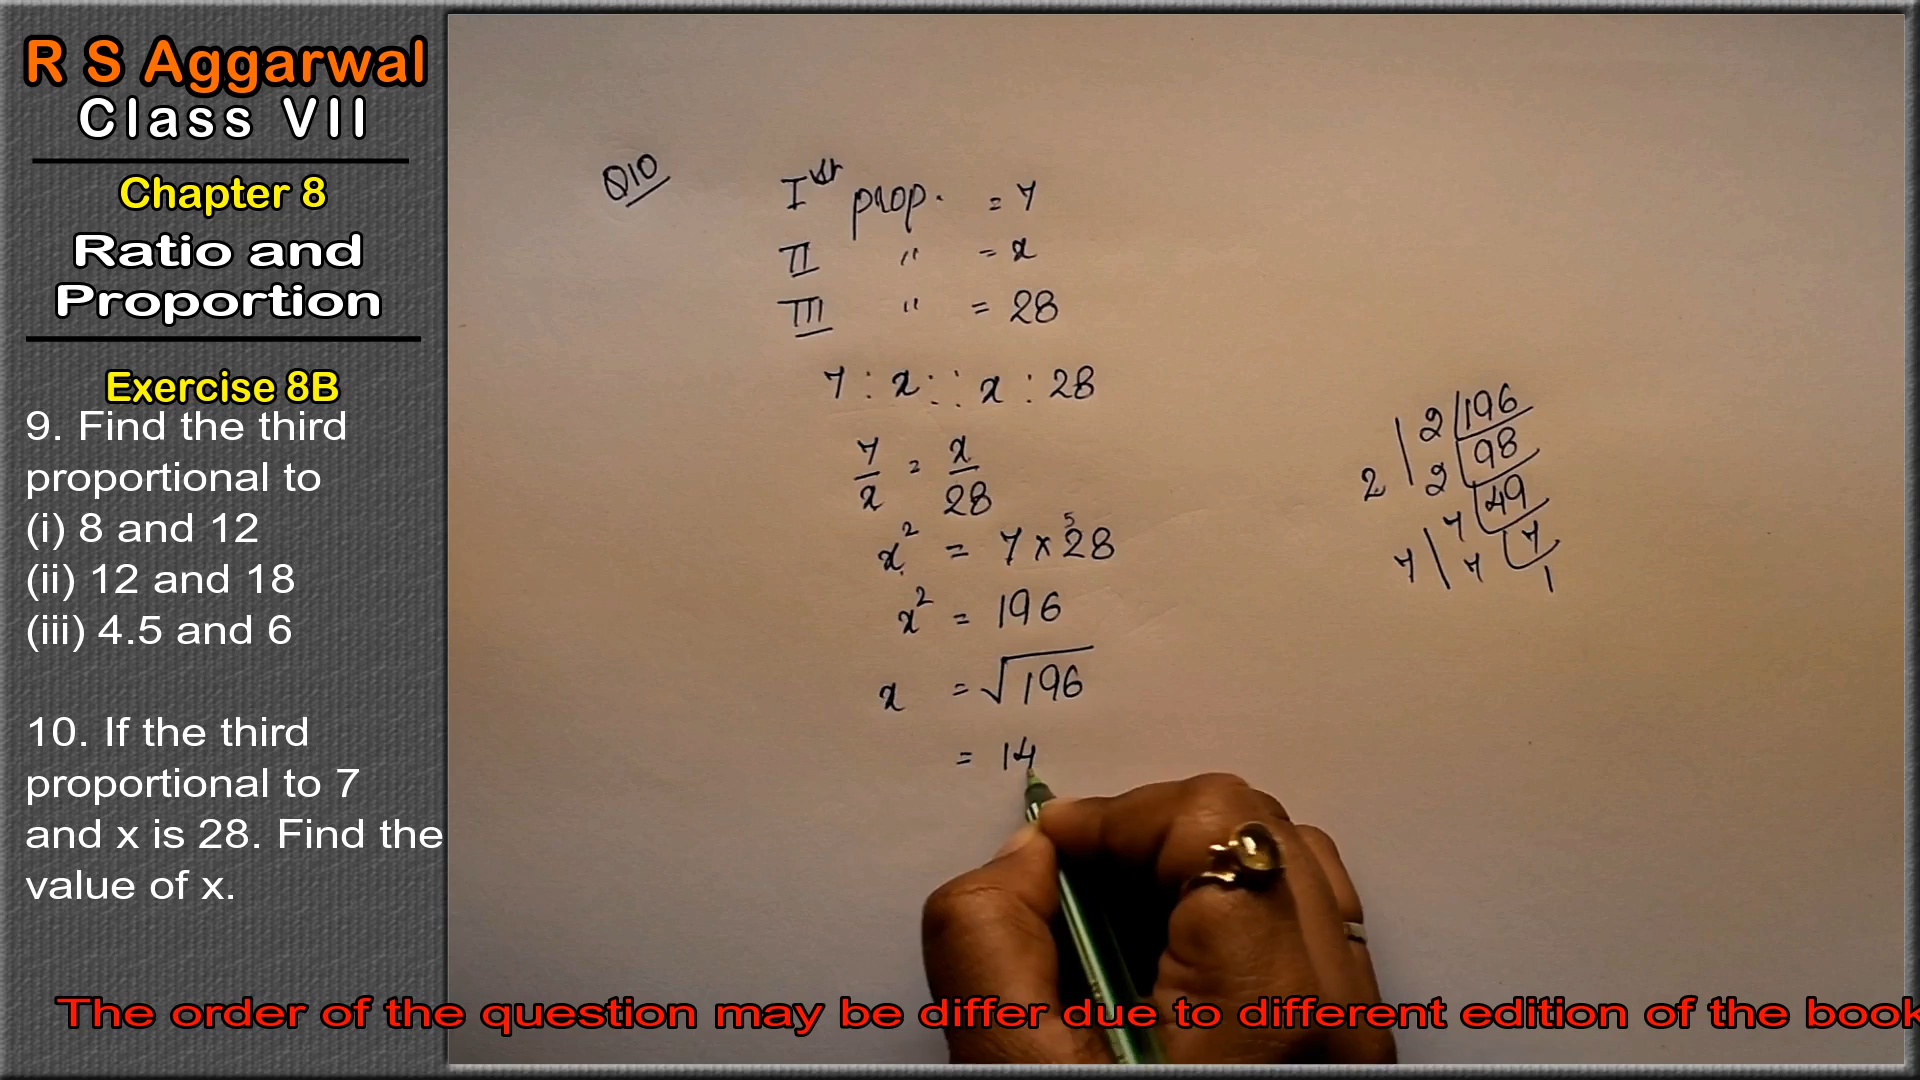 R S Aggarwal
Class VII
Chapter 8
Ratio and
Proportion
Exercise 8B
9. Find the third
proportional to
(i) 8 and 12
(ii) 12 and 18
(iii) 4.5 and 6
10. If the third
proportional to 7
and x is 28. Find the
value of x.
Q10
Ist prop. = 7
II " = x
III " = 28
7 : x :: x : 28
7/x = x/28
5
x² = 7 × 28
x² = 196
x = √196
= 14
2 | 2 | 196
2 | 98
7 | 49
7 | 7 | 7
1
The order of the question may be differ due to different edition of the book